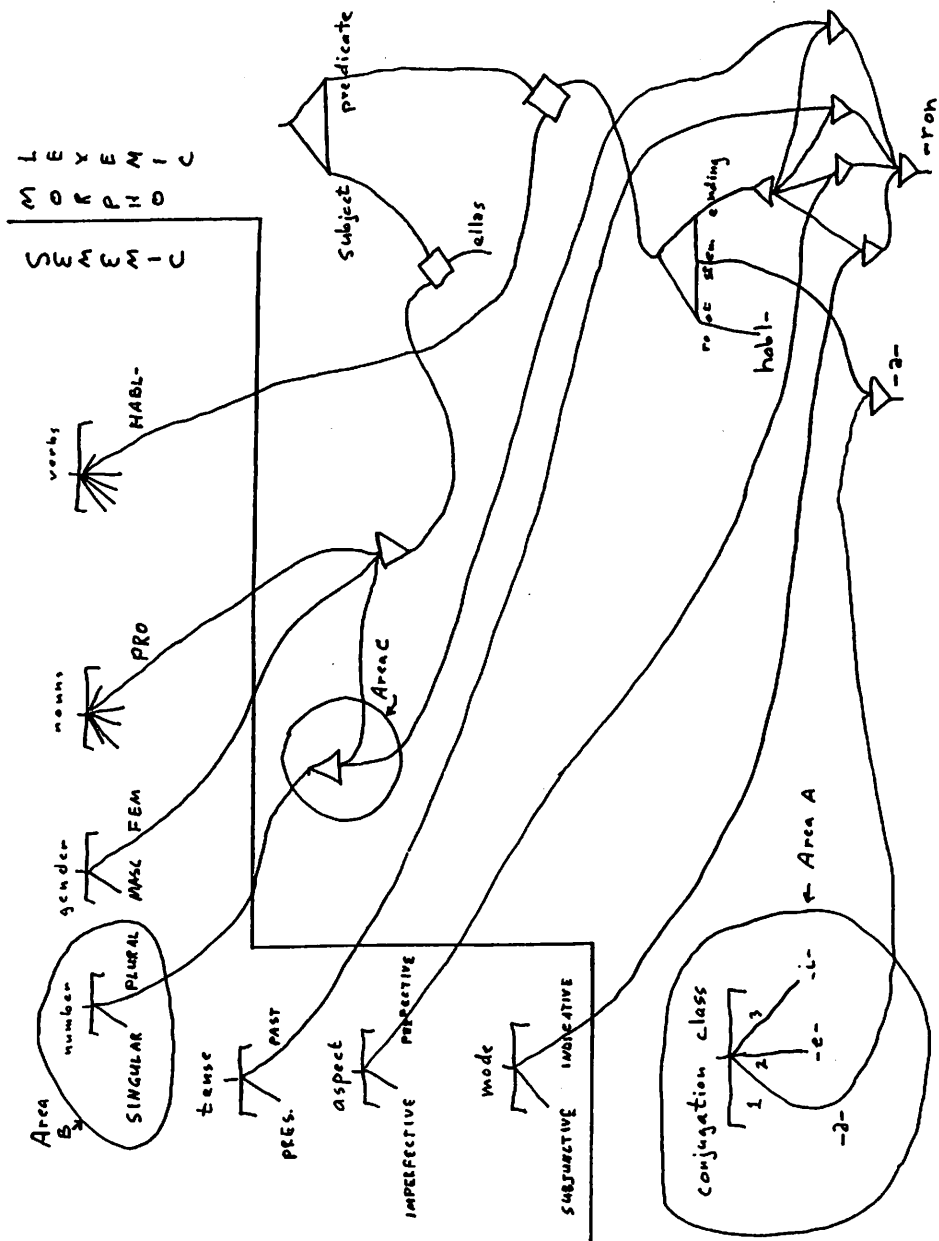 Area
B
number
SINGULAR
PLURAL
gender
MASC
FEM
nouns
PRO
verbs
HABL-
SEMEMIC
MORPHO
LEXEMIC
tense
PRES.
PAST
aspect
IMPERFECTIVE
PERFECTIVE
mode
SUBJUNCTIVE
INDICATIVE
Area C
subject
predicate
ellas
root stem ending
habl-
conjugation class
1
2
3
-a-
-e-
-i-
Area A
-a-
-ron